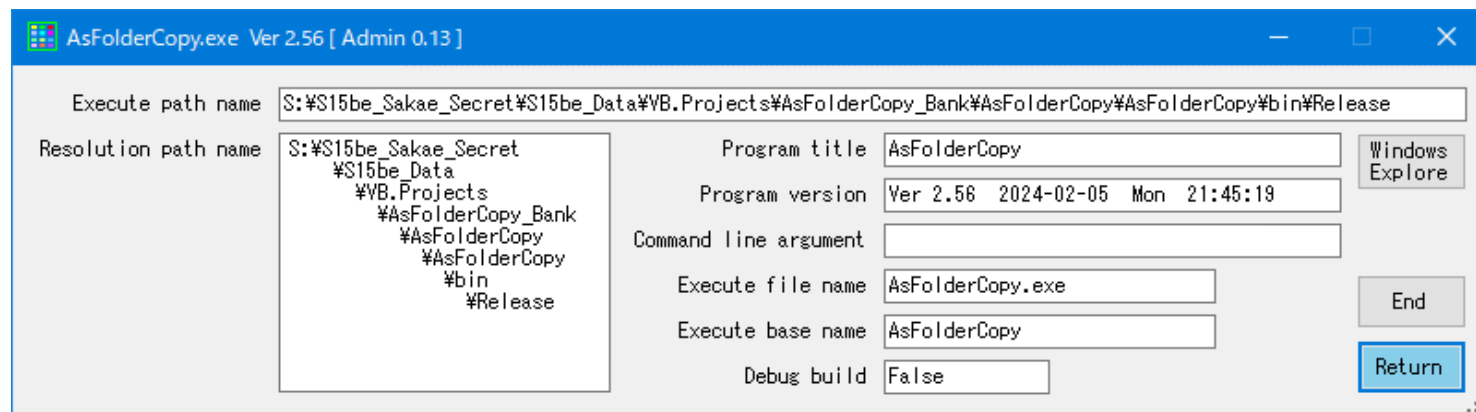 AsFolderCopy.exe Ver 2.56 [ Admin 0.13 ]
Execute path name S:¥S15be_Sakae_Secret¥S15be_Data¥VB.Projects¥AsFolderCopy_Bank¥AsFolderCopy¥AsFolderCopy¥bin¥Release
Resolution path name
S:¥S15be_Sakae_Secret
¥S15be_Data
¥VB.Projects
¥AsFolderCopy_Bank
¥AsFolderCopy
¥AsFolderCopy
¥bin
¥Release
Program title AsFolderCopy
Program version Ver 2.56 2024-02-05 Mon 21:45:19
Command line argument
Execute file name AsFolderCopy.exe
Execute base name AsFolderCopy
Debug build False
Windows
Explore
End
Return